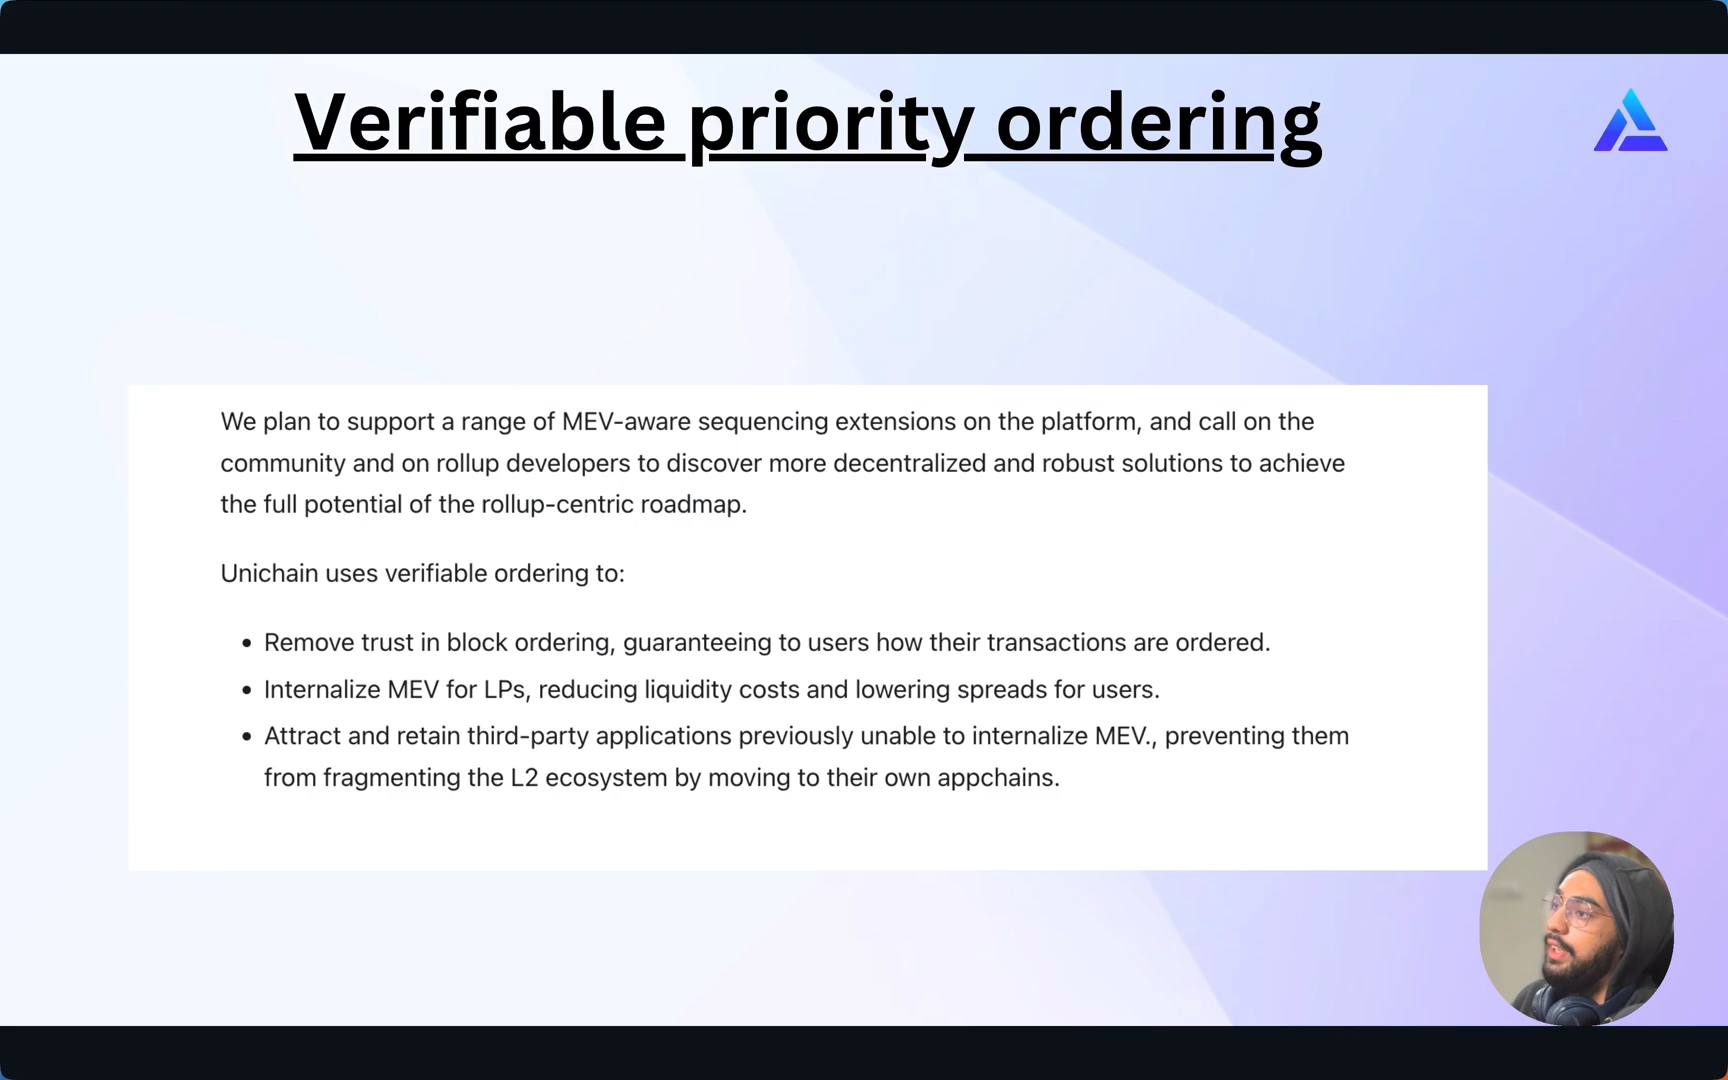 Verifiable priority ordering
We plan to support a range of MEV-aware sequencing extensions on the platform, and call on the
community and on rollup developers to discover more decentralized and robust solutions to achieve
the full potential of the rollup-centric roadmap.
Unichain uses verifiable ordering to:
• Remove trust in block ordering, guaranteeing to users how their transactions are ordered.
• Internalize MEV for LPs, reducing liquidity costs and lowering spreads for users.
• Attract and retain third-party applications previously unable to internalize MEV., preventing them
from fragmenting the L2 ecosystem by moving to their own appchains.